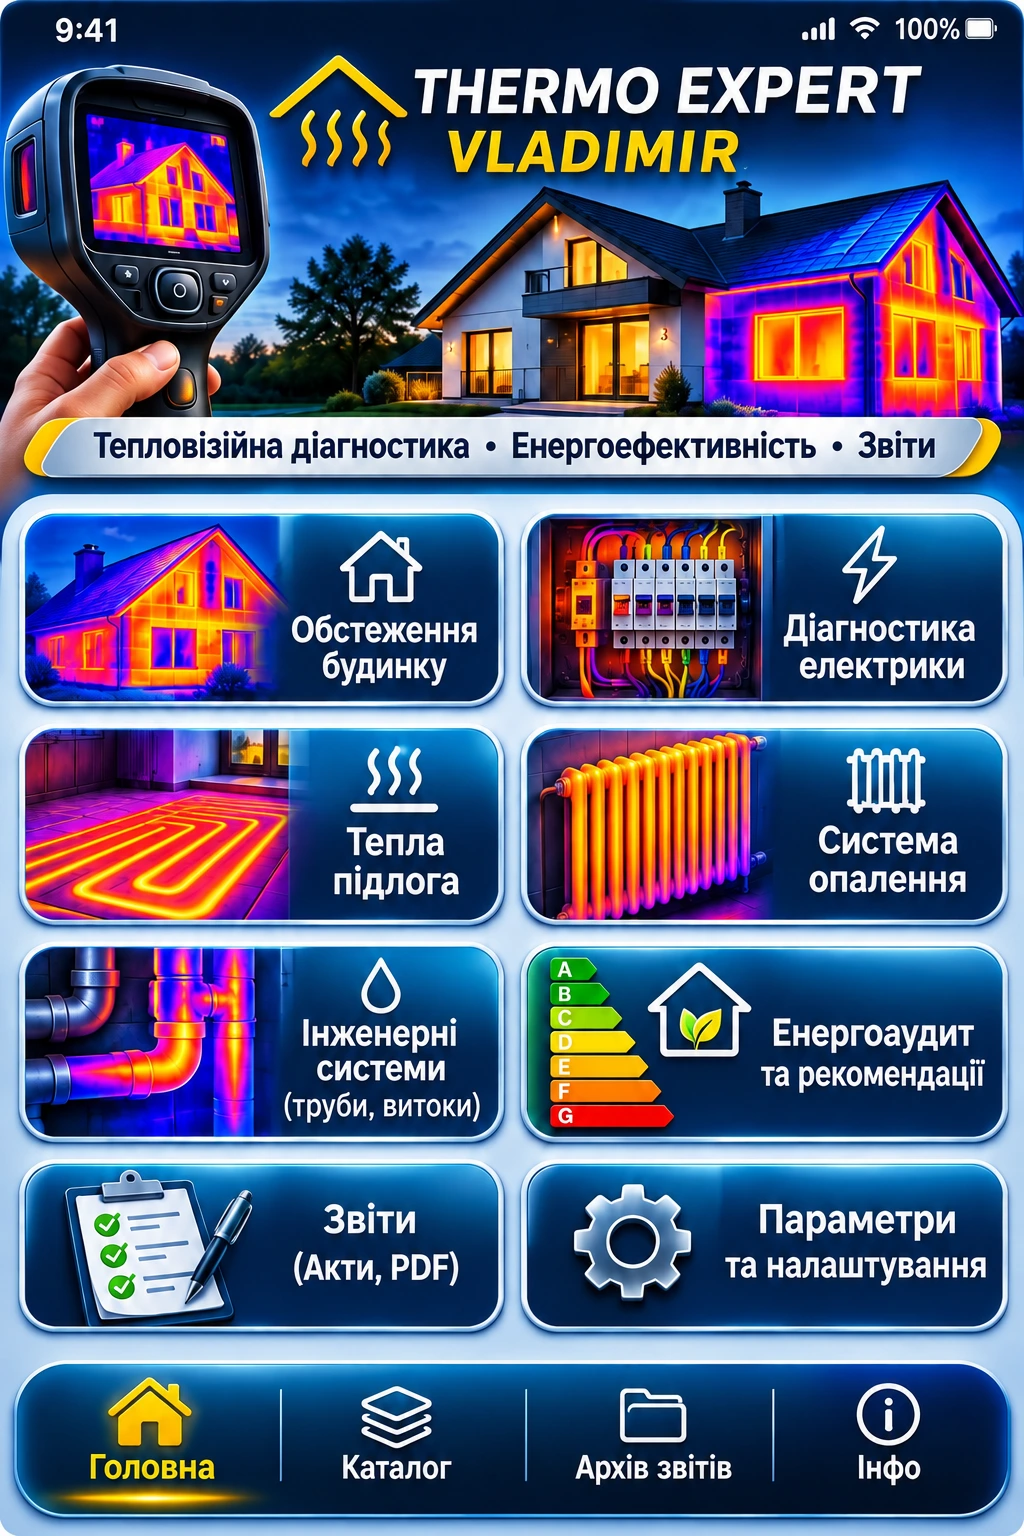 9:41
100%
THERMO EXPERT
VLADIMIR
3
Тепловізійна діагностика • Енергоефективність • Звіти
Обстеження
будинку
Діагностика
електрики
Тепла
підлога
Система
опалення
Інженерні
системи
(труби, витоки)
A
B
C
D
E
F
G
Енергоаудит
та рекомендації
Звіти
(Акти, PDF)
Параметри
та налаштування
Головна
Каталог
Архів звітів
Інфо